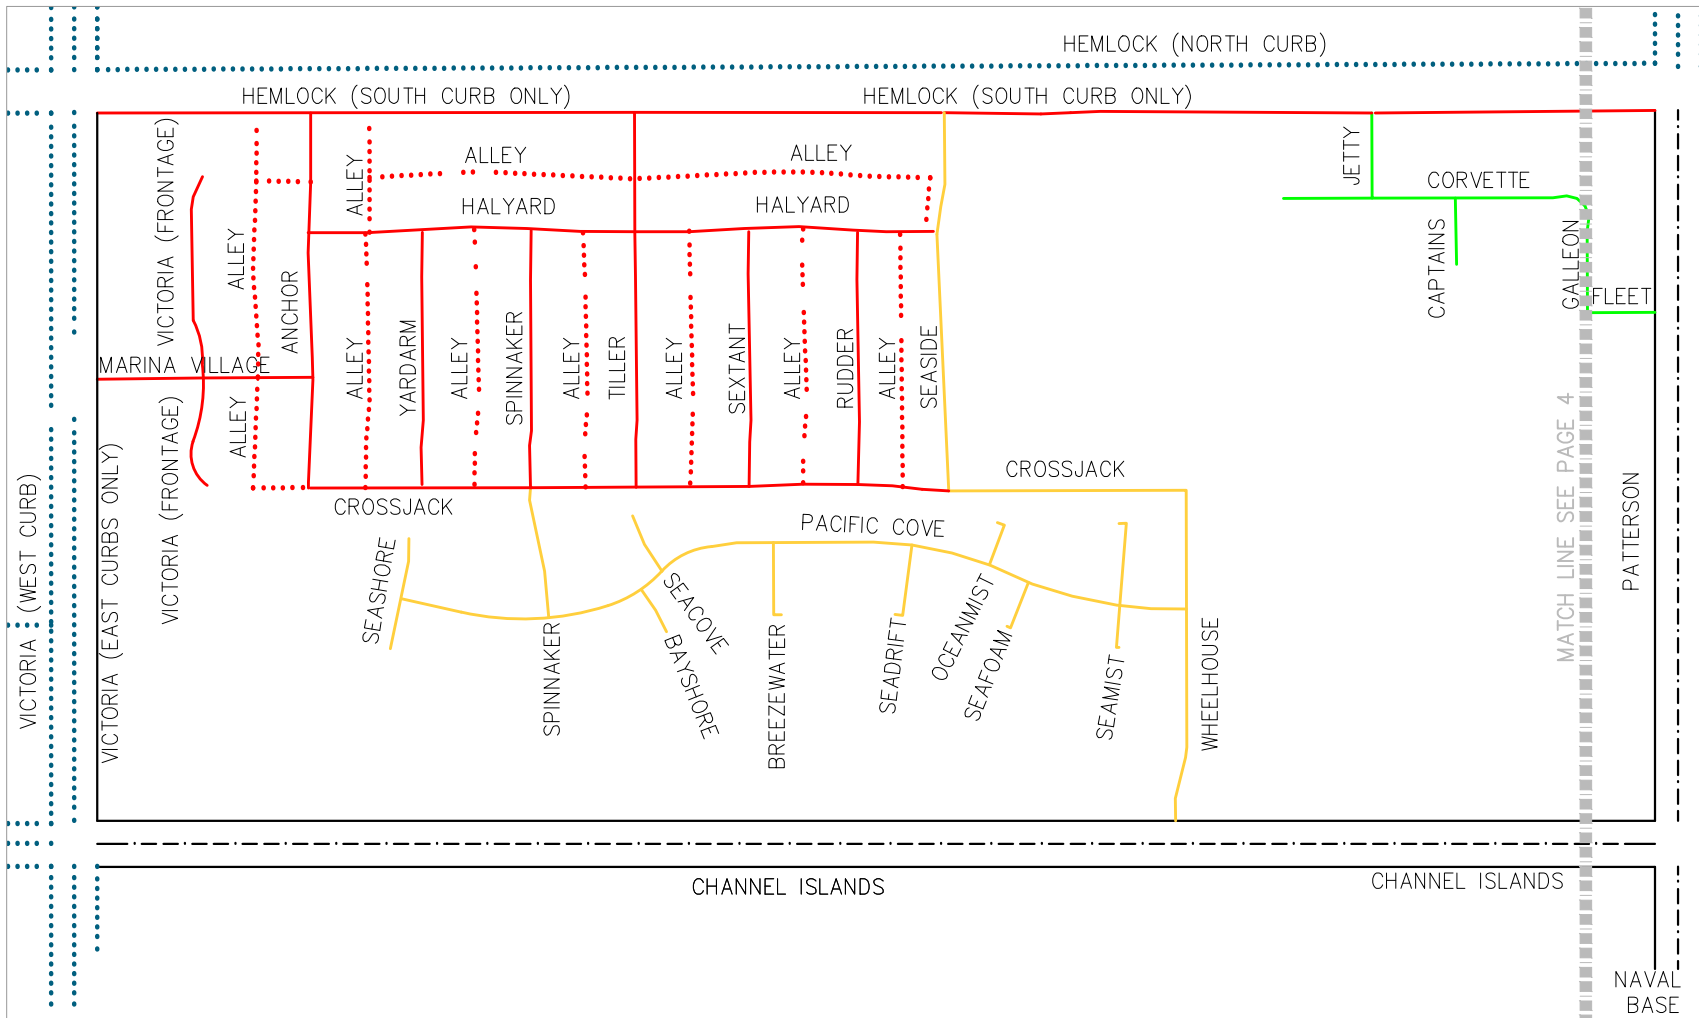 HEMLOCK (NORTH CURB)
HEMLOCK (SOUTH CURB ONLY)
HEMLOCK (SOUTH CURB ONLY)
VICTORIA (FRONTAGE)
ALLEY
ALLEY
ALLEY
JETTY
CORVETTE
HALYARD
HALYARD
ALLEY
ANCHOR
CAPTAINS
GALLEON
FLEET
MARINA VILLAGE
ALLEY
YARDARM
ALLEY
SPINNAKER
ALLEY
TILLER
ALLEY
SEXTANT
ALLEY
RUDDER
ALLEY
SEASIDE
ALLEY
VICTORIA (FRONTAGE)
MATCH LINE SEE PAGE 4
CROSSJACK
CROSSJACK
PACIFIC COVE
VICTORIA (WEST CURB)
VICTORIA (EAST CURBS ONLY)
PATTERSON
SEASHORE
SPINNAKER
SEACOVE
BAYSHORE
BREEZEWATER
SEADRIFT
OCEANMIST
SEAFOAM
SEAMIST
WHEELHOUSE
CHANNEL ISLANDS
CHANNEL ISLANDS
NAVAL
BASE